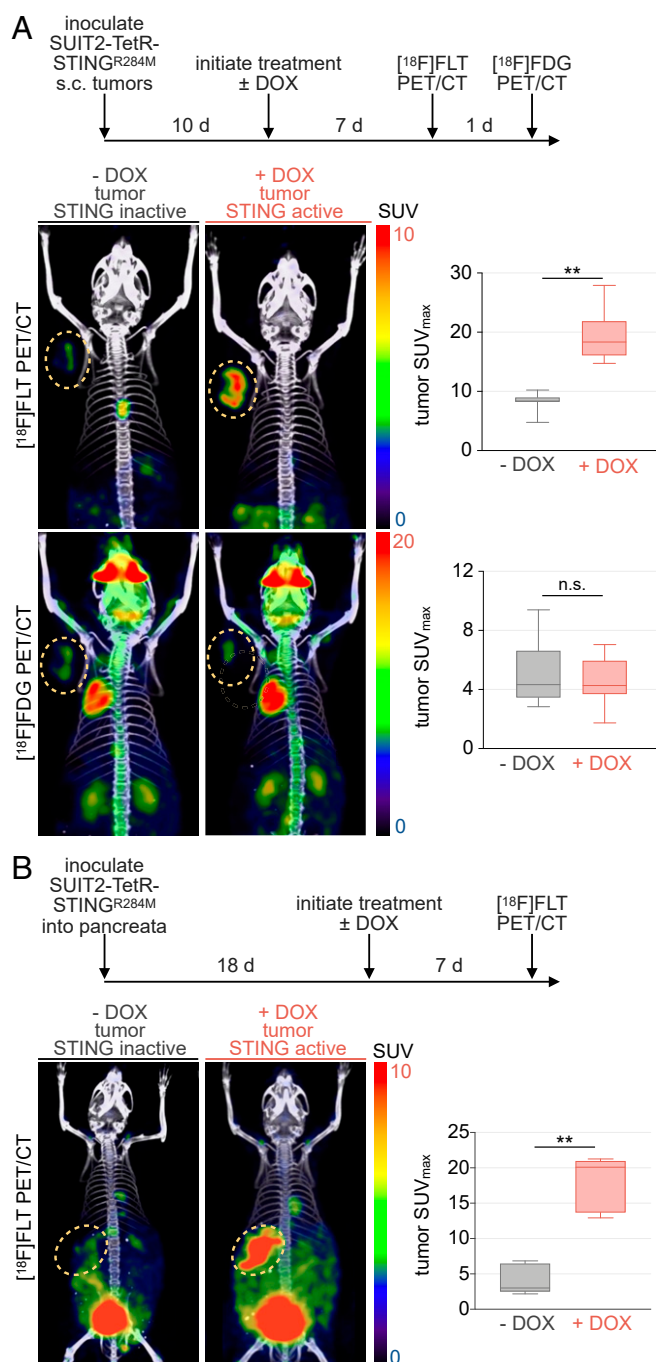 A
inoculate
SUIT2-TetR-
STINGR284M
s.c. tumors
initiate treatment
± DOX
[18F]FLT
PET/CT
[18F]FDG
PET/CT
10 d
7 d
1 d
- DOX
tumor
STING inactive
+ DOX
tumor
STING active
SUV
10
0
[18F]FLT PET/CT
tumor SUVmax
30
20
10
0
**
- DOX
+ DOX
20
0
[18F]FDG PET/CT
tumor SUVmax
12
8
4
0
n.s.
- DOX
+ DOX
B
inoculate
SUIT2-TetR-
STINGR284M
into pancreata
initiate treatment
± DOX
[18F]FLT
PET/CT
18 d
7 d
- DOX
tumor
STING inactive
+ DOX
tumor
STING active
SUV
10
0
[18F]FLT PET/CT
tumor SUVmax
25
20
15
10
5
0
**
- DOX
+ DOX